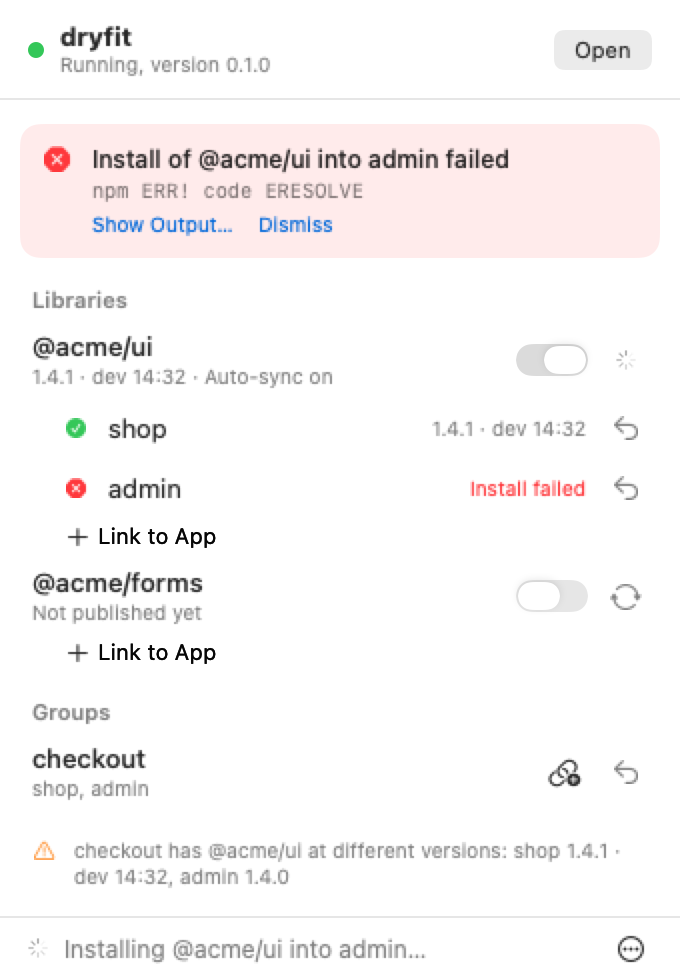 dryfit
Running, version 0.1.0
Open
Install of @acme/ui into admin failed
npm ERR! code ERESOLVE
Show Output...
Dismiss
Libraries
@acme/ui
1.4.1 · dev 14:32 · Auto-sync on
shop
1.4.1 · dev 14:32
admin
Install failed
Link to App
@acme/forms
Not published yet
Link to App
Groups
checkout
shop, admin
checkout has @acme/ui at different versions: shop 1.4.1 ·
dev 14:32, admin 1.4.0
Installing @acme/ui into admin...